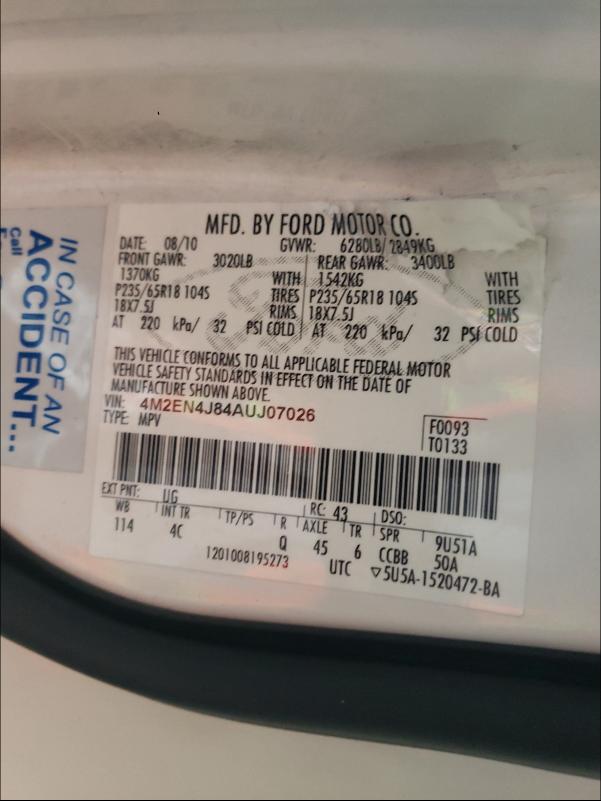 IN CASE OF AN
ACCIDENT...
Call
MFD. BY FORD MOTOR CO.
DATE: 08/10 GVWR: 6280LB/2849KG
FRONT GAWR: 3020LB REAR GAWR: 3400LB
1370KG WITH 1542KG WITH
P235/65R18 104S TIRES P235/65R18 104S TIRES
18X7.5J RIMS 18X7.5J RIMS
AT 220 kPa/ 32 PSI COLD AT 220 kPa/ 32 PSI COLD
THIS VEHICLE CONFORMS TO ALL APPLICABLE FEDERAL MOTOR
VEHICLE SAFETY STANDARDS IN EFFECT ON THE DATE OF
MANUFACTURE SHOWN ABOVE.
VIN: 4M2EN4J84AUJ07026
TYPE: MPV
F0093
T0133
EXT PNT: UG RC: 43 DSO:
WB INT TR TP/PS R AXLE TR SPR 9U51A
114 4C Q 45 6 CCBB 50A
1201008195273 UTC ▽5U5A-1520472-BA